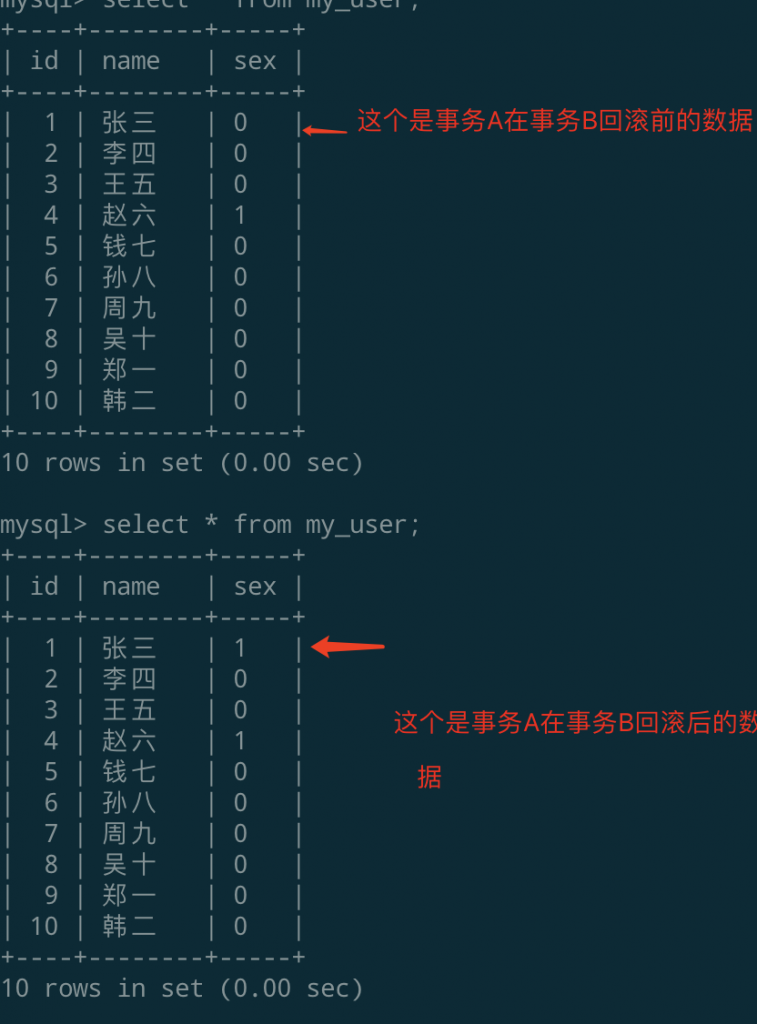 mysql> select * from my_user;
+----+--------+-----+
| id | name   | sex |
+----+--------+-----+
|  1 | 张三   | 0   | 这个是事务A在事务B回滚前的数据
|  2 | 李四   | 0   |
|  3 | 王五   | 0   |
|  4 | 赵六   | 1   |
|  5 | 钱七   | 0   |
|  6 | 孙八   | 0   |
|  7 | 周九   | 0   |
|  8 | 吴十   | 0   |
|  9 | 郑一   | 0   |
| 10 | 韩二   | 0   |
+----+--------+-----+
10 rows in set (0.00 sec)
mysql> select * from my_user;
+----+--------+-----+
| id | name   | sex |
+----+--------+-----+
|  1 | 张三   | 1   |
|  2 | 李四   | 0   |
|  3 | 王五   | 0   |
这个是事务A在事务B回滚后的数
|  4 | 赵六   | 1   |
|  5 | 钱七   | 0   |
据
|  6 | 孙八   | 0   |
|  7 | 周九   | 0   |
|  8 | 吴十   | 0   |
|  9 | 郑一   | 0   |
| 10 | 韩二   | 0   |
+----+--------+-----+
10 rows in set (0.00 sec)